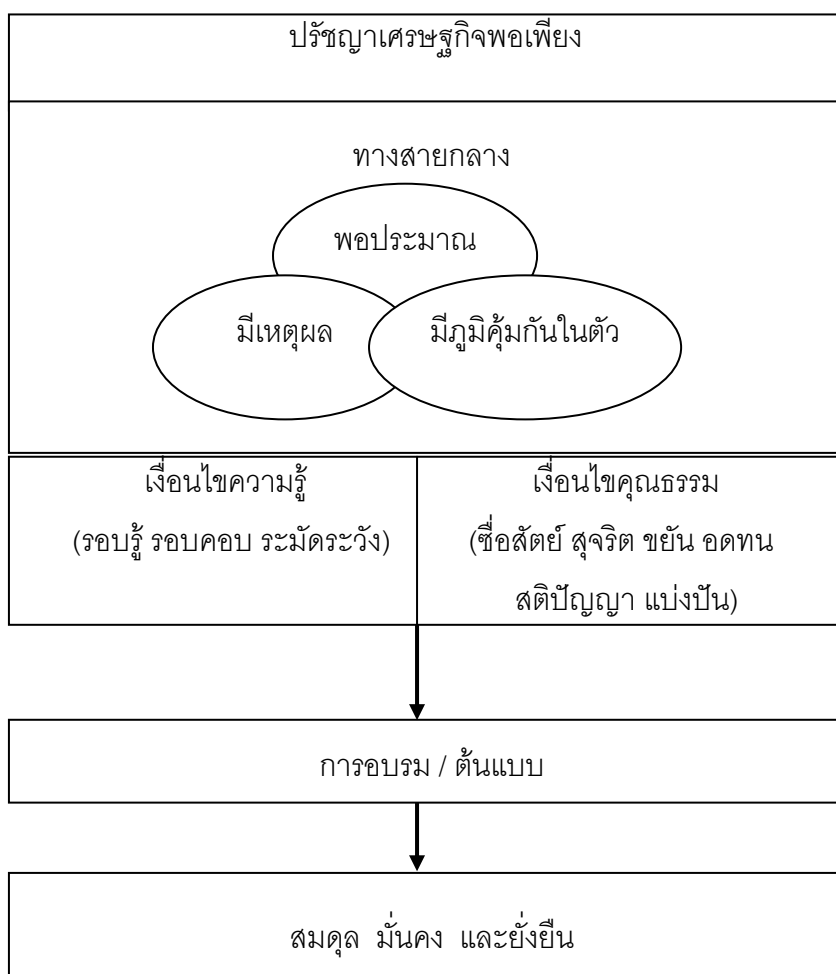 ปรัชญาเศรษฐกิจพอเพียง
ทางสายกลาง
พอประมาณ
มีเหตุผล
มีภูมิคุ้มกันในตัว
เงื่อนไขความรู้
(รอบรู้ รอบคอบ ระมัดระวัง)
เงื่อนไขคุณธรรม
(ซื่อสัตย์ สุจริต ขยัน อดทน
สติปัญญา แบ่งปัน)
การอบรม / ต้นแบบ
สมดุล มั่นคง และยั่งยืน